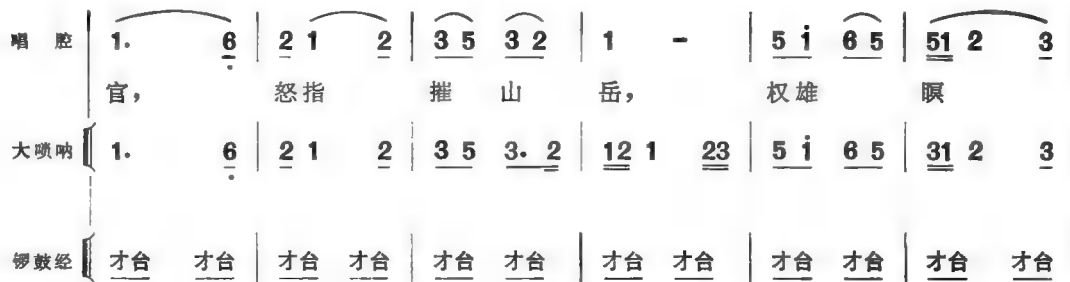 唱腔 1. 6 | 2 1 2 | 3 5 3 2 | 1 - | 5 i 6 5 | 51 2 3
官， 怒指 摧 山 岳， 权雄 暝
大唢呐 1. 6 | 2 1 2 | 3 5 3. 2 | 12 1 23 | 5 i 6 5 | 31 2 3
锣鼓经 才台 才台 | 才台 才台 | 才台 才台 | 才台 才台 | 才台 才台 | 才台 才台